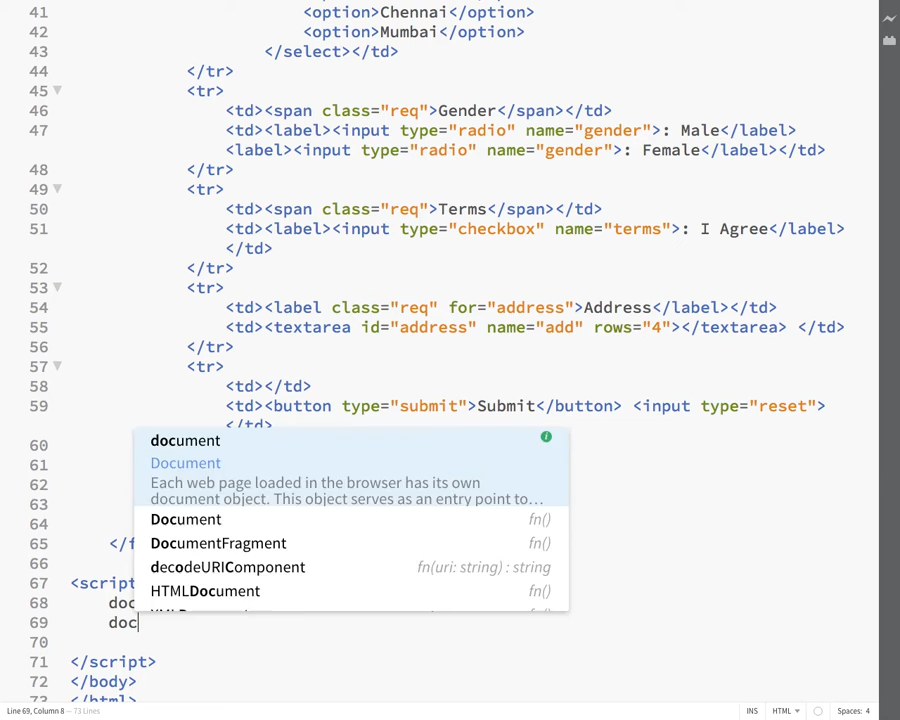 41 <option>Chennai</option>
42 <option>Mumbai</option>
43 </select></td>
44 </tr>
45 <tr>
46 <td><span class="req">Gender</span></td>
47 <td><label><input type="radio" name="gender">: Male</label>
<label><input type="radio" name="gender">: Female</label></td>
48 </tr>
49 <tr>
50 <td><span class="req">Terms</span></td>
51 <td><label><input type="checkbox" name="terms">: I Agree</label>
</td>
52 </tr>
53 <tr>
54 <td><label class="req" for="address">Address</label></td>
55 <td><textarea id="address" name="add" rows="4"></textarea> </td>
56 </tr>
57 <tr>
58 <td></td>
59 <td><button type="submit">Submit</button> <input type="reset">
</td>
60
61
62
63
64
65 </f
66
67 <script
68 doc
69 doc
70
71 </script>
72 </body>
73 </html>
document
Document
Each web page loaded in the browser has its own
document object. This object serves as an entry point to…
Document fn()
DocumentFragment fn()
decodeURIComponent fn(uri: string) : string
HTMLDocument fn()
Line 69, Column 8 — 73 Lines
INS HTML Spaces: 4